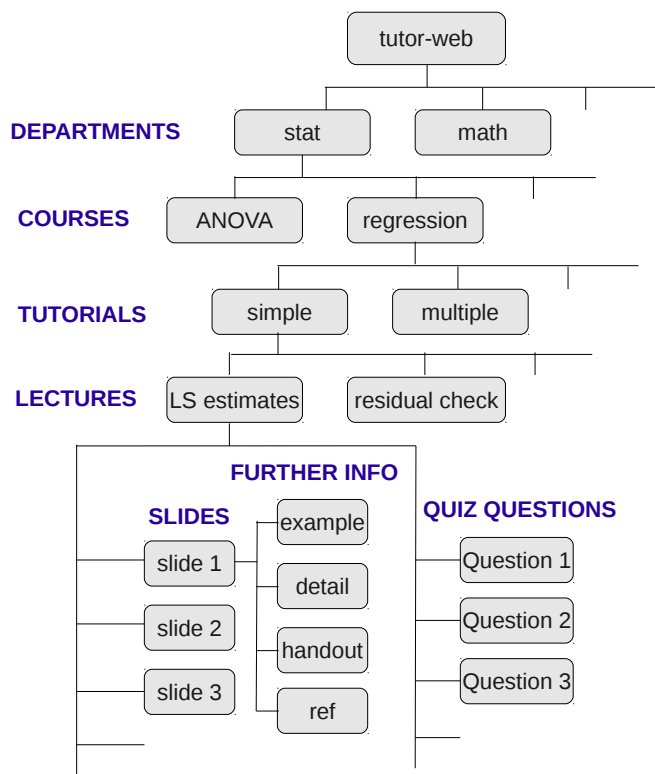 tutor-web
DEPARTMENTS
stat
math
COURSES
ANOVA
regression
TUTORIALS
simple
multiple
LECTURES
LS estimates
residual check
FURTHER INFO
SLIDES
QUIZ QUESTIONS
example
slide 1
detail
slide 2
handout
slide 3
ref
Question 1
Question 2
Question 3